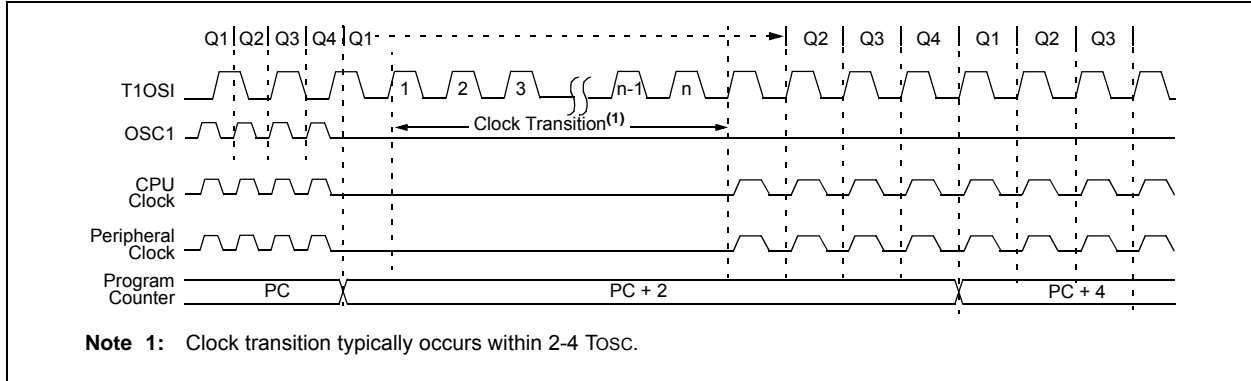 Q1 Q2 Q3 Q4 Q1 Q2 Q3 Q4 Q1 Q2 Q3
T1OSI 1 2 3 n-1 n
Clock Transition(1)
OSC1
CPU
Clock
Peripheral
Clock
Program
Counter PC PC + 2 PC + 4
Note 1: Clock transition typically occurs within 2-4 TOSC.